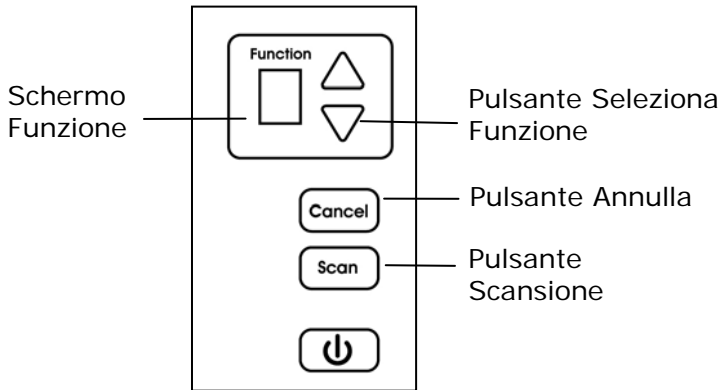 Function
Schermo
Funzione
Pulsante Seleziona
Funzione
Cancel
Pulsante Annulla
Scan
Pulsante
Scansione